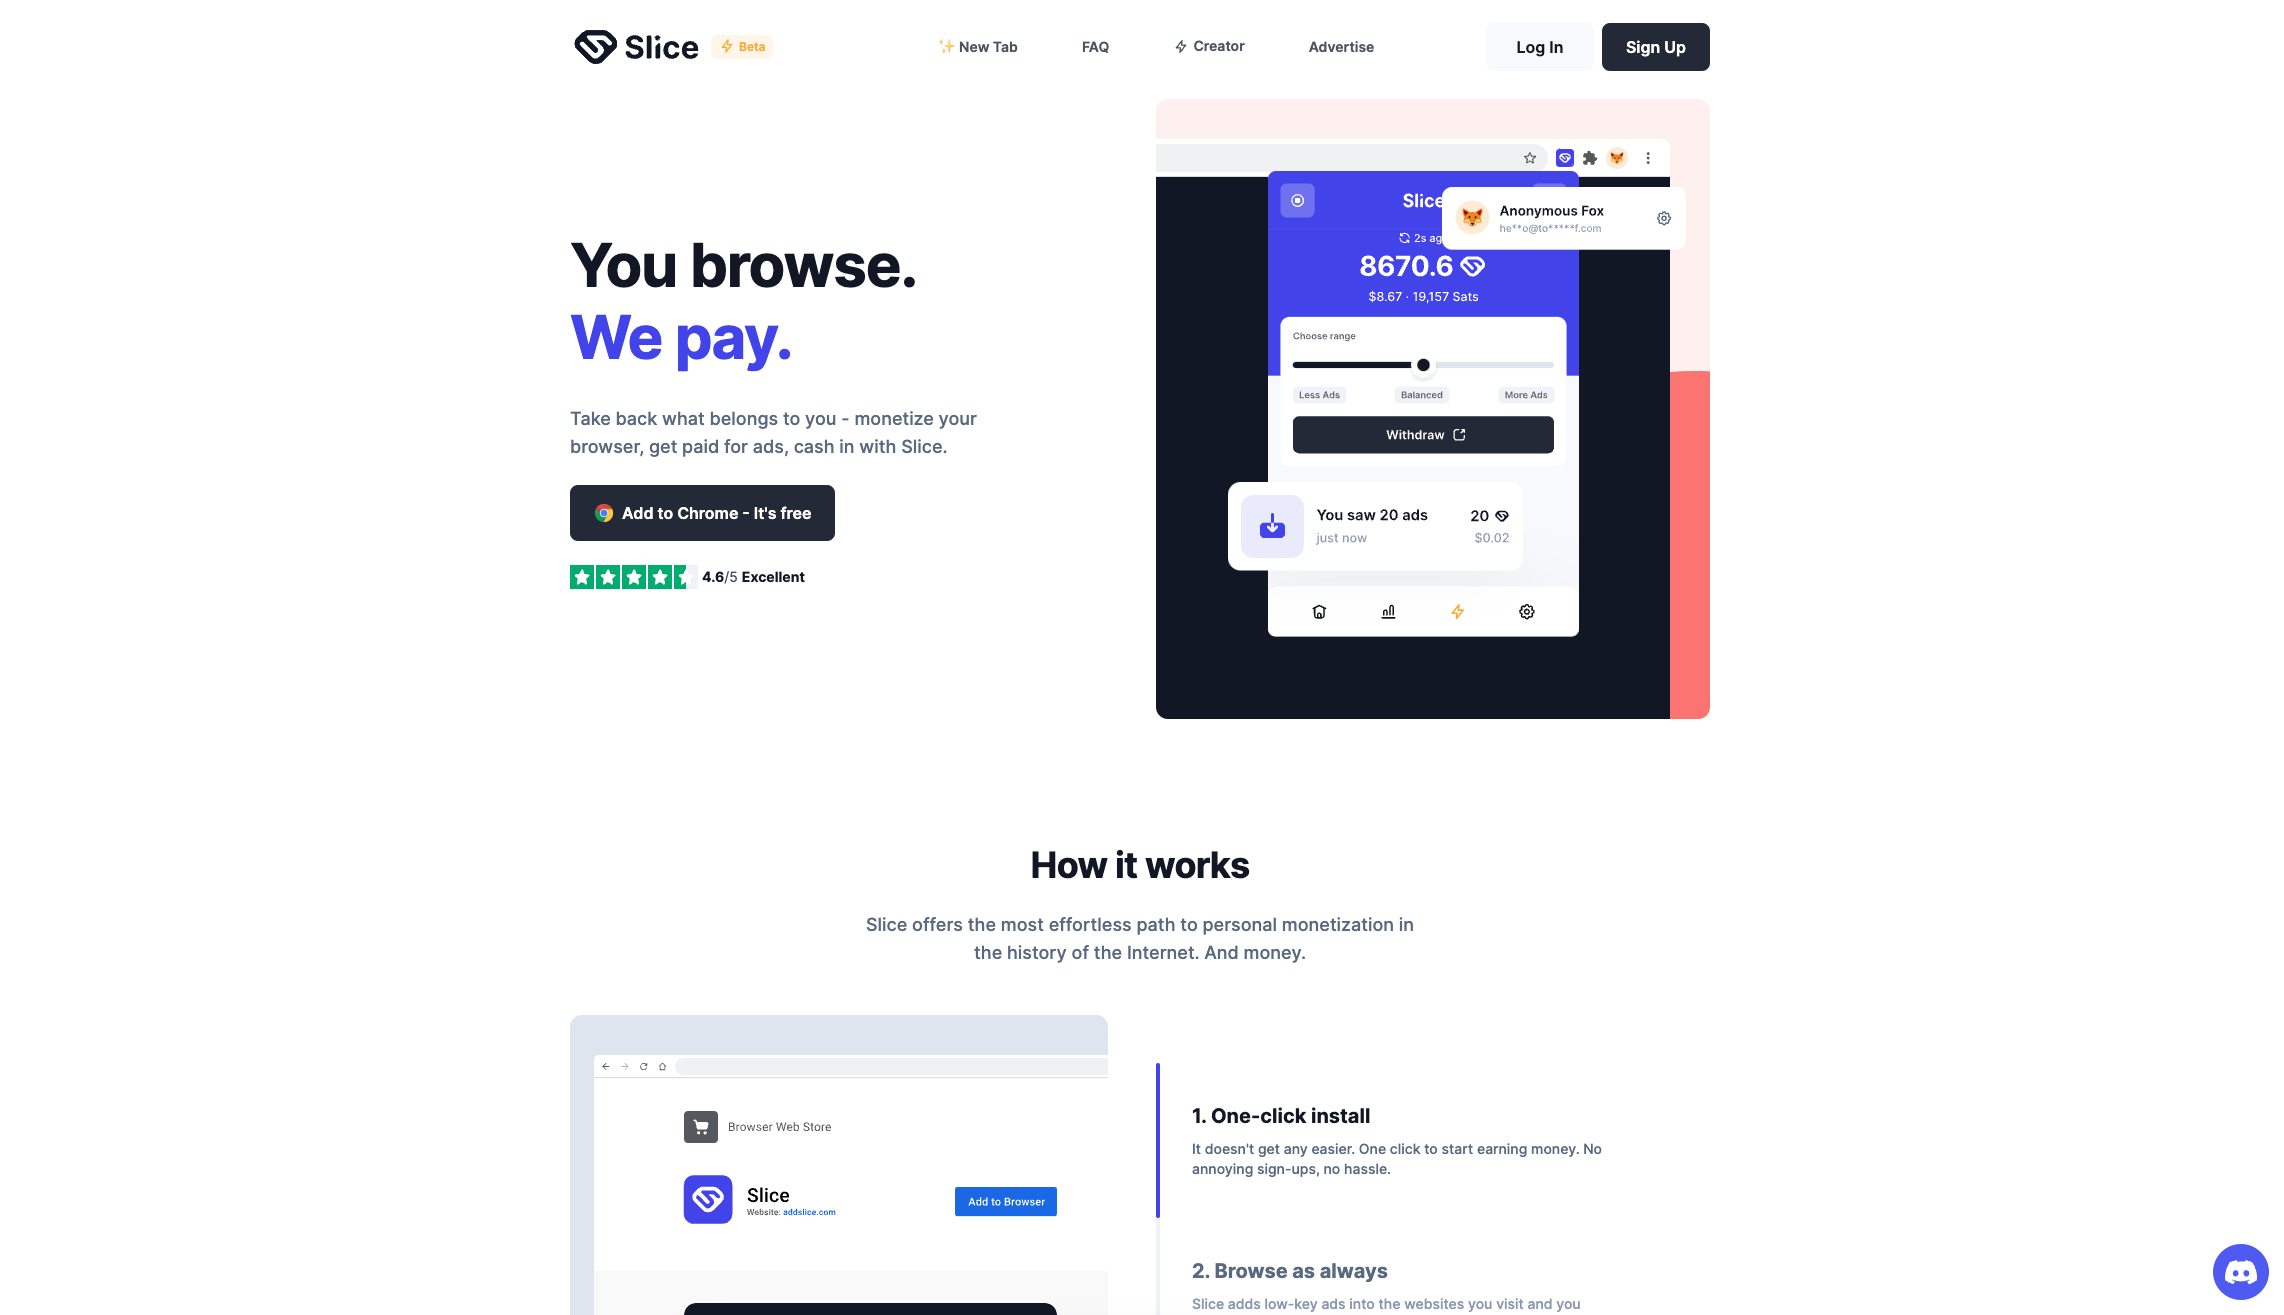 Slice
Beta
✨ New Tab
FAQ
Creator
Advertise
Log In
Sign Up
You browse.
We pay.
Take back what belongs to you - monetize your
browser, get paid for ads, cash in with Slice.
Add to Chrome - It's free
4.6/5 Excellent
Slice
Anonymous Fox
he**o@to*****f.com
2s ag
8670.6
$8.67 · 19,157 Sats
Choose range
Less Ads
Balanced
More Ads
Withdraw
You saw 20 ads
20
just now
$0.02
How it works
Slice offers the most effortless path to personal monetization in
the history of the Internet. And money.
Browser Web Store
Slice
Website: addslice.com
Add to Browser
1. One-click install
It doesn't get any easier. One click to start earning money. No
annoying sign-ups, no hassle.
2. Browse as always
Slice adds low-key ads into the websites you visit and you